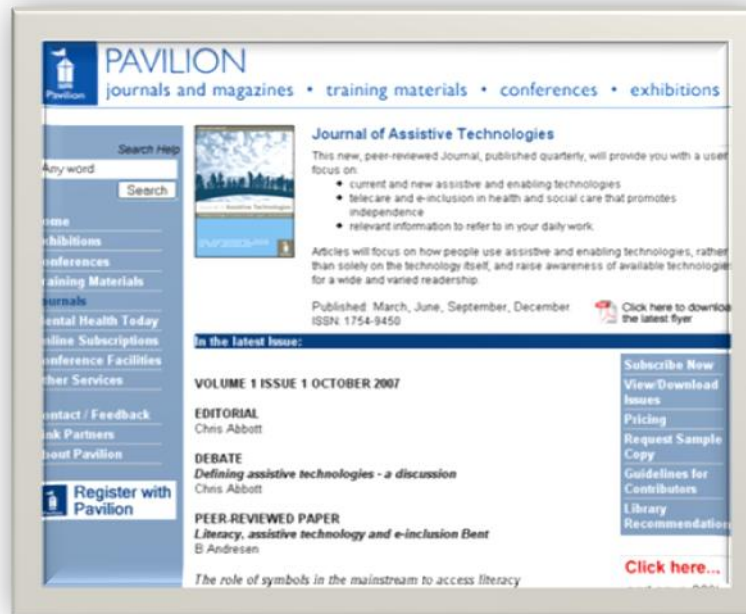 PAVILION
journals and magazines • training materials • conferences • exhibitions
Pavilion
Search Help
Any word
Search
ome
xhibitions
onferences
raining Materials
ournals
ental Health Today
nline Subscriptions
onference Facilities
ther Services
ontact / Feedback
ink Partners
bout Pavilion
Register with
Pavilion
Journal of Assistive Technologies
This new, peer-reviewed Journal, published quarterly, will provide you with a user
focus on:
• current and new assistive and enabling technologies
• telecare and e-inclusion in health and social care that promotes
independence
• relevant information to refer to in your daily work.
Articles will focus on how people use assistive and enabling technologies, rather
than solely on the technology itself, and raise awareness of available technologies
for a wide and varied readership.
Published: March, June, September, December
ISSN: 1754-9450
Click here to downloa
the latest flyer
In the latest Issue:
VOLUME 1 ISSUE 1 OCTOBER 2007
EDITORIAL
Chris Abbott
DEBATE
Defining assistive technologies - a discussion
Chris Abbott
PEER-REVIEWED PAPER
Literacy, assistive technology and e-inclusion Bent
B Andresen
The role of symbols in the mainstream to access literacy
Subscribe Now
View/Download
Issues
Pricing
Request Sample
Copy
Guidelines for
Contributors
Library
Recommendation
Click here...